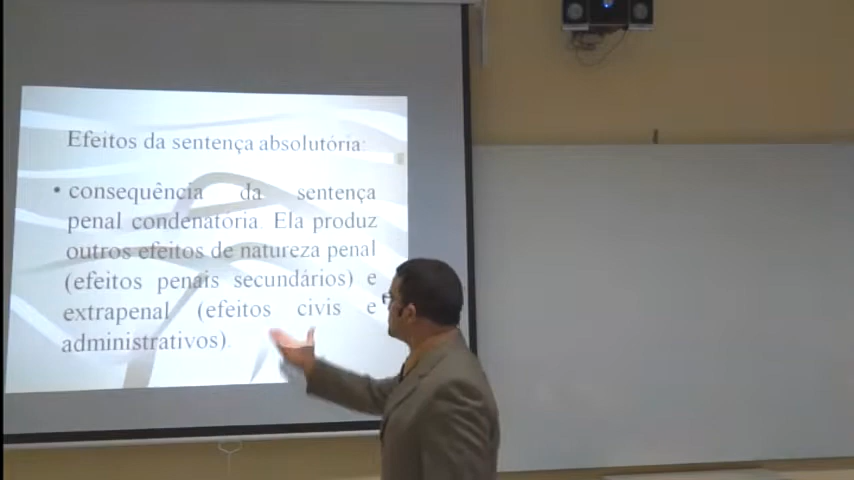 Efeitos da sentença absolutória:
• consequência da sentença
penal condenatória. Ela produz
outros efeitos de natureza penal
(efeitos penais secundários) e
extrapenal (efeitos civis e
administrativos).